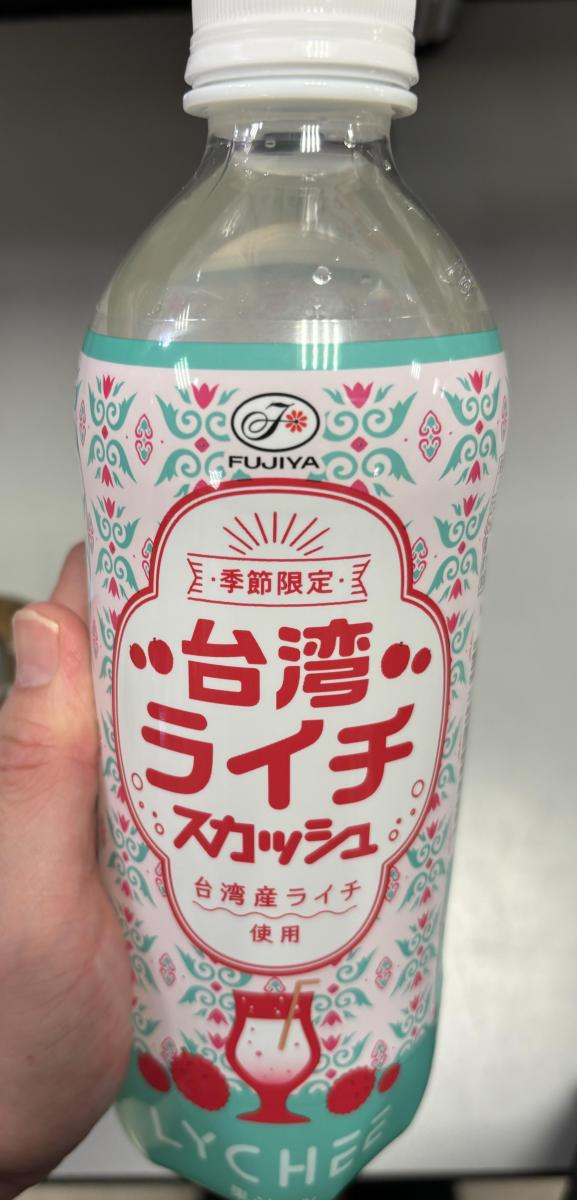 FUJIYA
・季節限定・
台湾
ライチ
スカッシュ
台湾産ライチ
使用
LYCHEE